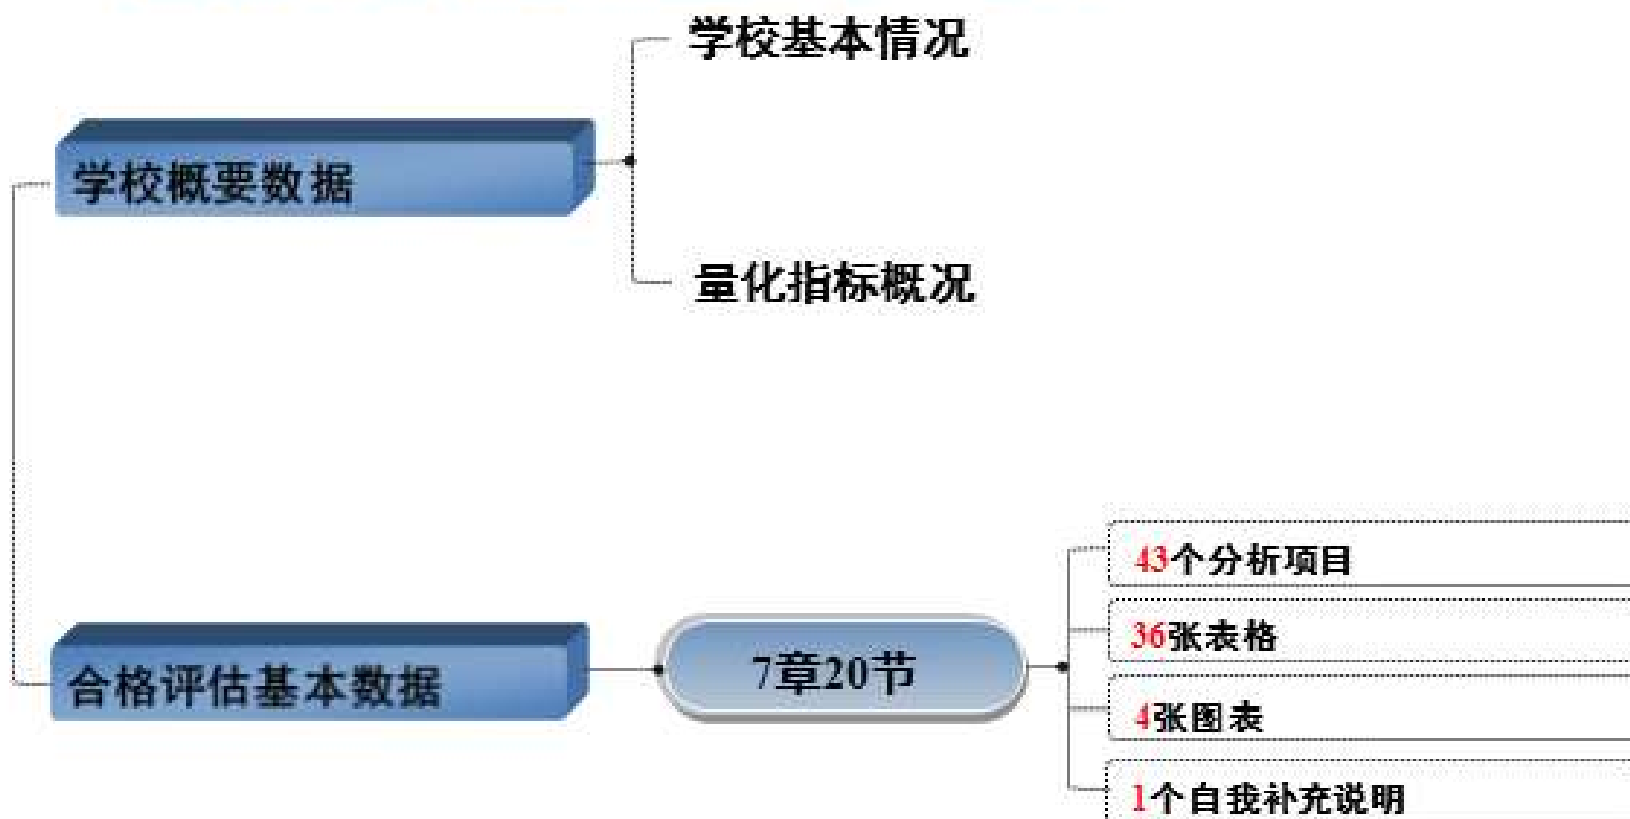 学校基本情况
学校概要数据
量化指标概况
43个分析项目
36张表格
合格评估基本数据
7章20节
4张图表
1个自我补充说明